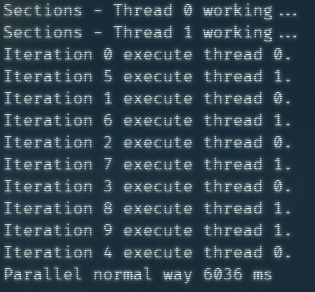 Sections - Thread 0 working...
Sections - Thread 1 working...
Iteration 0 execute thread 0.
Iteration 5 execute thread 1.
Iteration 1 execute thread 0.
Iteration 6 execute thread 1.
Iteration 2 execute thread 0.
Iteration 7 execute thread 1.
Iteration 3 execute thread 0.
Iteration 8 execute thread 1.
Iteration 9 execute thread 1.
Iteration 4 execute thread 0.
Parallel normal way 6036 ms